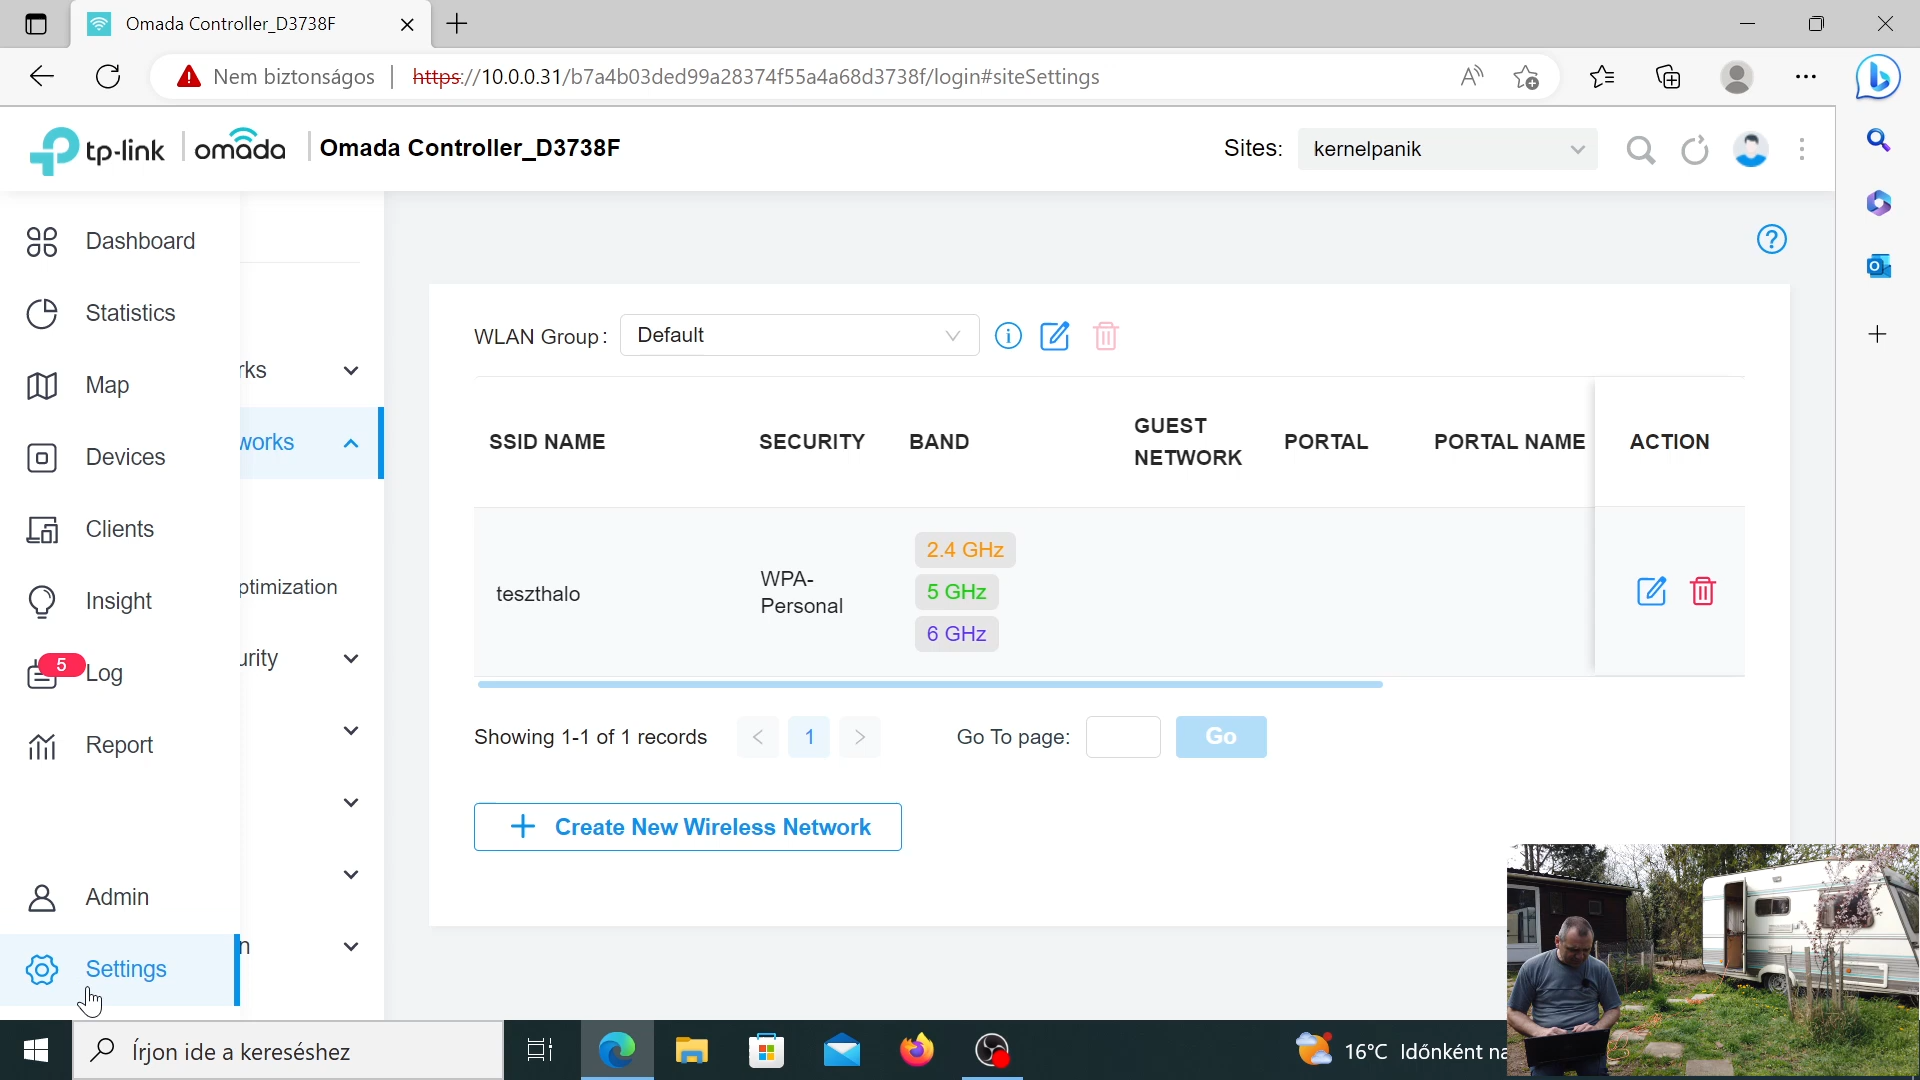 Omada Controller_D3738F
Nem biztonságos
https://10.0.0.31/b7a4b03ded99a28374f55a4a68d3738f/login#siteSettings
tp-link
omada
Omada Controller_D3738F
Sites:
kernelpanik
Dashboard
Statistics
Map
Devices
Clients
Insight
5
Log
Report
Admin
Settings
rks
works
ptimization
urity
n
WLAN Group:
Default
SSID NAME
SECURITY
BAND
GUEST
NETWORK
PORTAL
PORTAL NAME
ACTION
teszthalo
WPA-
Personal
2.4 GHz
5 GHz
6 GHz
Showing 1-1 of 1 records
<
1
>
Go To page:
Go
+ Create New Wireless Network
Írjon ide a kereséshez
16°C Időnként na